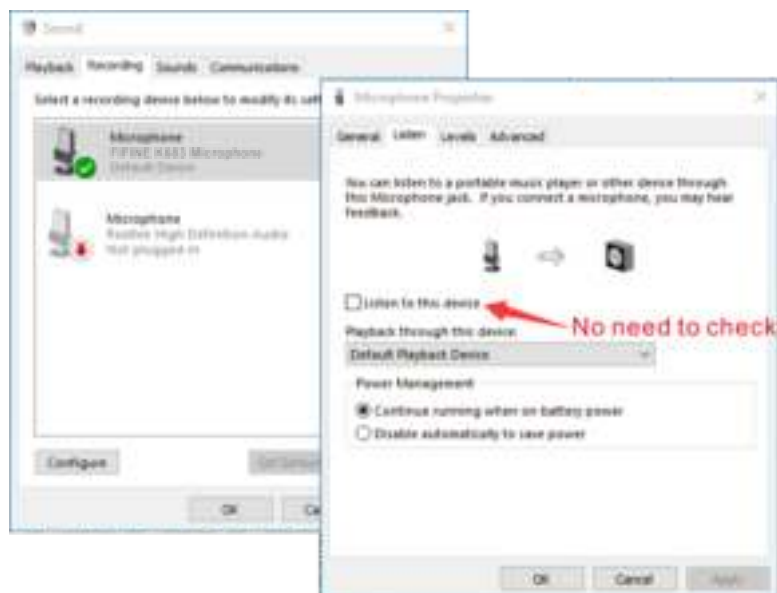 Sound
Playback Recording Sounds Communications
Select a recording device below to modify its
Microphone
FIFINE K683 Microphone
Default Device
Microphone
Realtek High Definition Audio
Not plugged in
Configure
OK
Microphone Properties
General Listen Levels Advanced
You can listen to a portable music player or other device through
this Microphone jack. If you connect a microphone, you may hear
feedback.
Listen to this device
No need to check
Playback through this device
Default Playback Device
Power Management
Continue running when on battery power
Disable automatically to save power
OK Cancel Apply